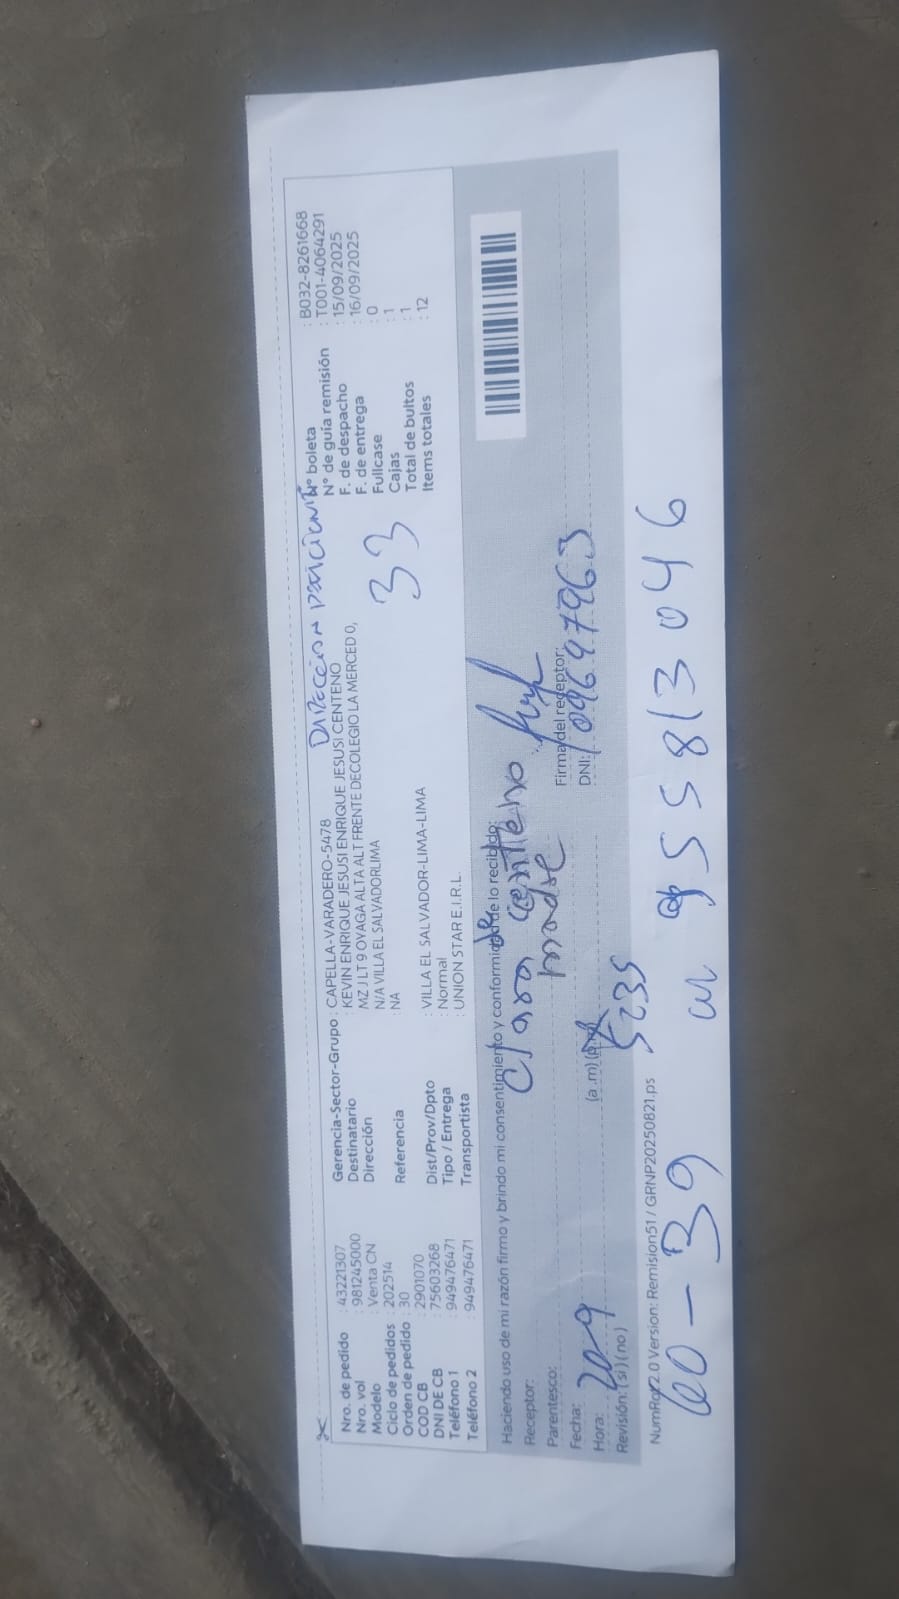 DIRECCION
Nro. de pedido : 43221307
Nro. vol : 981245000
Modelo : Venta CN
Ciclo de pedidos : 202514
Orden de pedido : 30
COD CB : 2901070
DNI DE CB : 75603268
Teléfono 1 : 949476471
Teléfono 2 : 949476471
Gerencia-Sector-Grupo : CAPELLA-VARADERO-5478
Destinatario : KEVIN ENRIQUE JESUSI ENRIQUE JESUSI CENTENO
Dirección : MZ J LT 9 OYAGA ALTA ALT FRENTE DECOLEGIO LA MERCED 0,
N/A VILLA EL SALVADORLIMA
Referencia : NA
Dist/Prov/Dpto : VILLA EL SALVADOR-LIMA-LIMA
Tipo / Entrega : Normal
Transportista : UNION STAR E.I.R.L.
33
N° boleta : B032-8261668
N° de guía remisión : T001-4064291
F. de despacho : 15/09/2025
F. de entrega : 16/09/2025
Fullcase : 0
Cajas : 1
Total de bultos : 1
Items totales : 12
Haciendo uso de mi razón firmo y brindo mi consentimiento y conformidad de lo recibido:
Receptor: Clara centeno
Parentesco: madre
Firma del receptor:
Fecha: 20-9
DNI: 09697963
Hora: (a .m) (p.m)
Revisión: ( si ) ( no )
5235
NumRot2.0 Version: Remision51 / GRNP20250821.ps
60-39 955813046